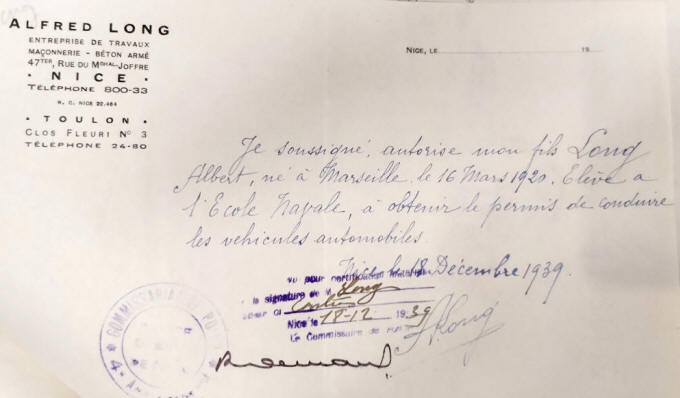 ALFRED LONG
ENTREPRISE DE TRAVAUX
MAÇONNERIE - BÉTON ARMÉ
47TER, RUE DU MCHAL-JOFFRE
· NICE ·
TÉLÉPHONE 800-33
R. C. NICE 22.464
· TOULON ·
CLOS FLEURI N° 3
TÉLÉPHONE 24-80
NICE, LE 19
Je soussigné, autorise mon fils Long
Albert, né à Marseille, le 16 Mars 1920. Elève a
l'Ecole Navale, à obtenir le permis de conduire
les véhicules automobiles.
Nice le 18 Décembre 1939.
vu pour certification matérielle
la signature de M. Long
Nice le 18-12 1939
Le Commissaire de
COMMISSARIAT DE
A. Long